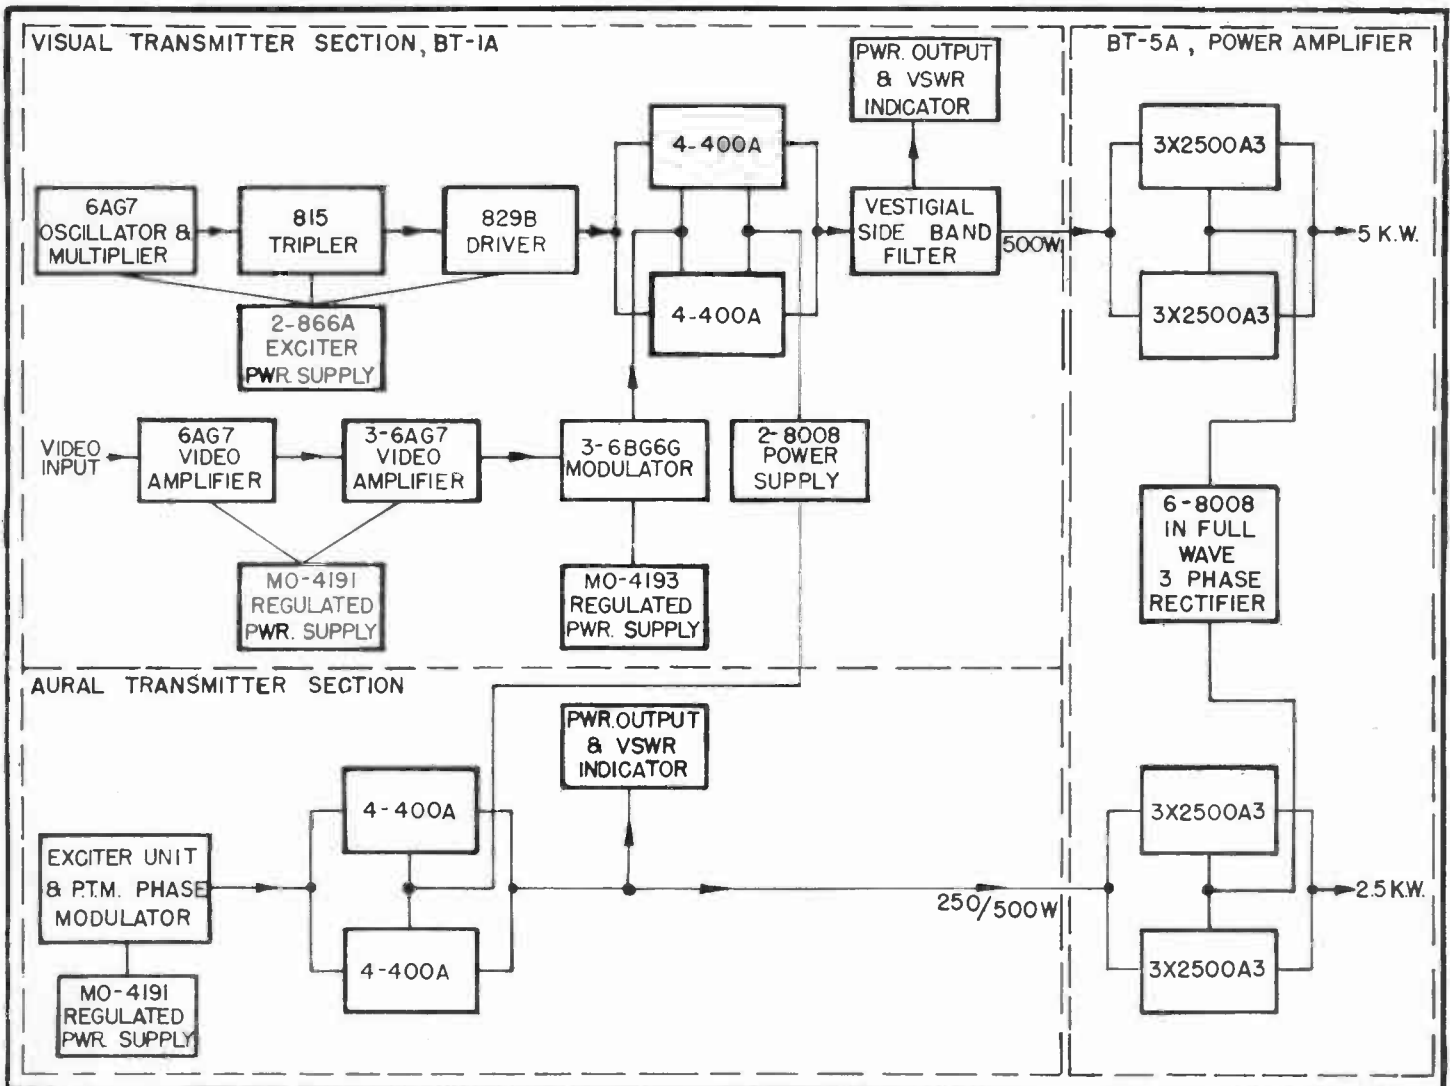 VISUAL TRANSMITTER SECTION, BT-1A
BT-5A, POWER AMPLIFIER
PWR. OUTPUT
& VSWR
INDICATOR
4-400A
3X2500A3
6AG7
OSCILLATOR &
MULTIPLIER
815
TRIPLER
829B
DRIVER
VESTIGIAL
SIDE BAND
FILTER
500W
5 K.W.
2-866A
EXCITER
PWR. SUPPLY
4-400A
3X2500A3
VIDEO
INPUT
6AG7
VIDEO
AMPLIFIER
3-6AG7
VIDEO
AMPLIFIER
3-6BG6G
MODULATOR
2-8008
POWER
SUPPLY
6-8008
IN FULL
WAVE
3 PHASE
RECTIFIER
MO-4191
REGULATED
PWR. SUPPLY
MO-4193
REGULATED
PWR. SUPPLY
AURAL TRANSMITTER SECTION
PWR. OUTPUT
& VSWR
INDICATOR
4-400A
3X2500A3
EXCITER UNIT
& P.T.M. PHASE
MODULATOR
250/500W
2.5 K.W.
4-400A
3X2500A3
MO-4191
REGULATED
PWR. SUPPLY